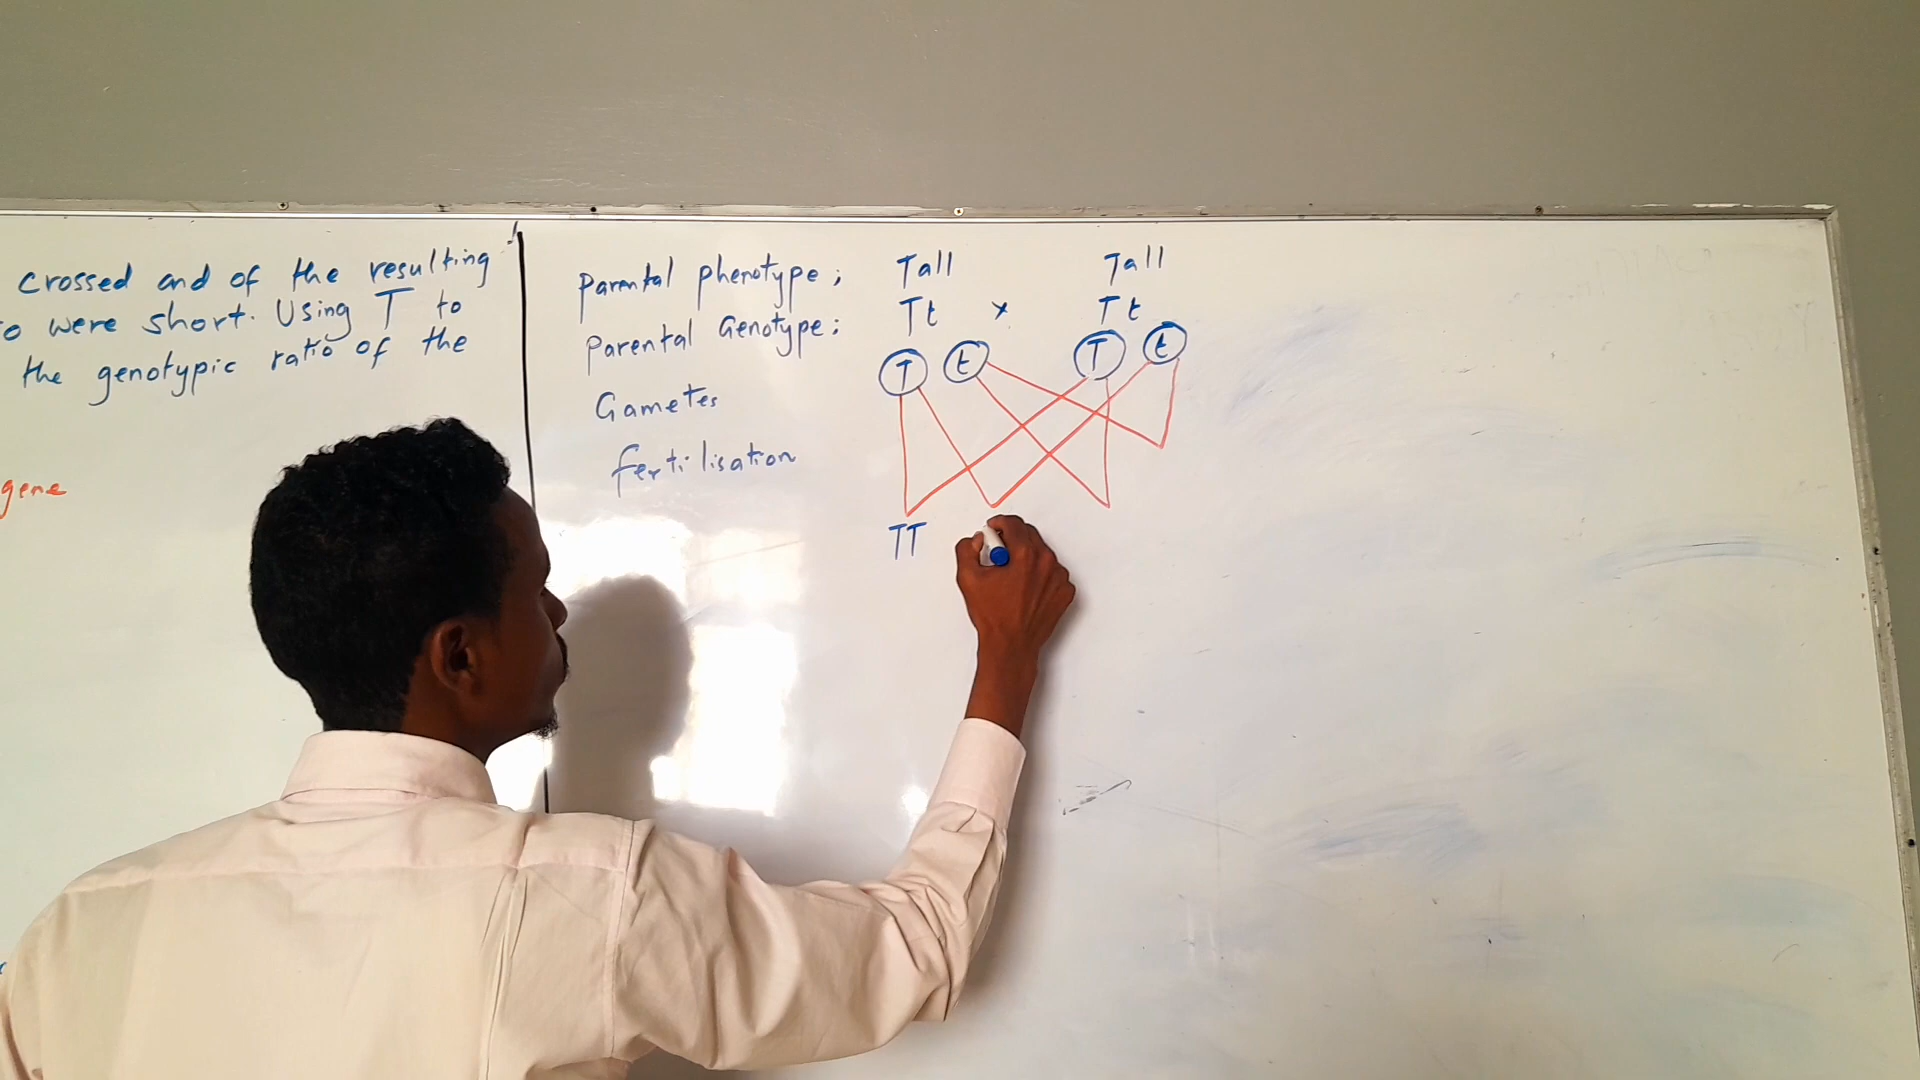 crossed and of the resulting
o were short. Using T to
the genotypic ratio of the
gene
Parental phenotype; Tall Tall
Parental Genotype; Tt x Tt
Gametes T t T t
fertilisation
TT